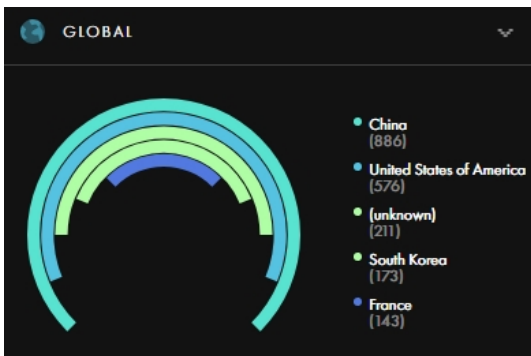 GLOBAL
China
(886)
United States of America
(576)
(unknown)
(211)
South Korea
(173)
France
(143)